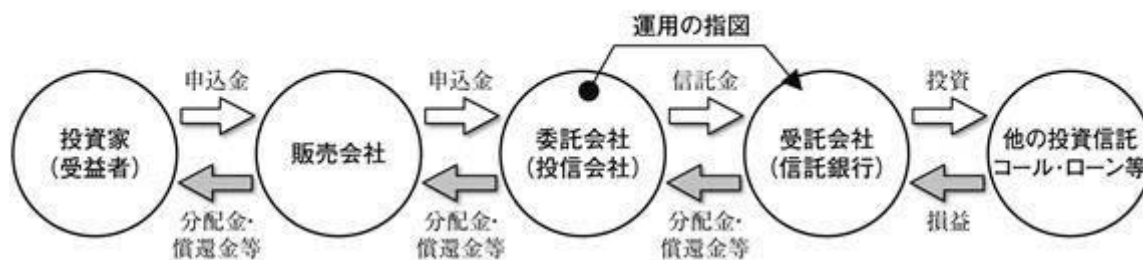 運用の指図
申込金
申込金
信託金
投資
投資家
(受益者)
販売会社
委託会社
(投信会社)
受託会社
(信託銀行)
他の投資信託
コール・ローン等
分配金・
償還金等
分配金・
償還金等
分配金・
償還金等
損益